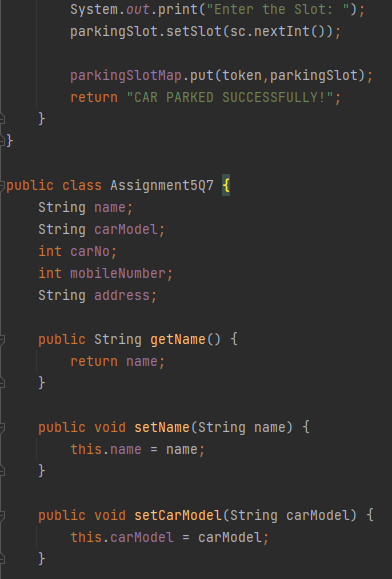 System.out.print("Enter the Slot: ");
parkingSlot.setSlot(sc.nextInt());
parkingSlotMap.put(token,parkingSlot);
return "CAR PARKED SUCCESSFULLY!";
}
}
public class Assignment5Q7 {
String name;
String carModel;
int carNo;
int mobileNumber;
String address;
public String getName() {
return name;
}
public void setName(String name) {
this.name = name;
}
public void setCarModel(String carModel) {
this.carModel = carModel;
}